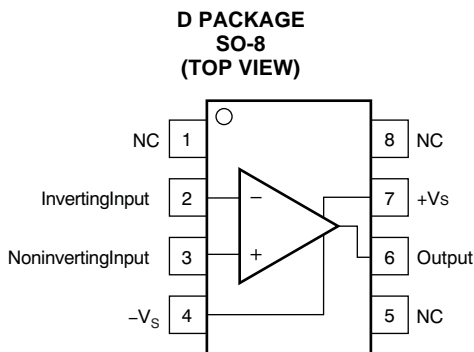 D PACKAGE
SO-8
(TOP VIEW)
NC 1
8 NC
InvertingInput 2 −
7 +VS
NoninvertingInput 3 +
6 Output
−VS 4
5 NC